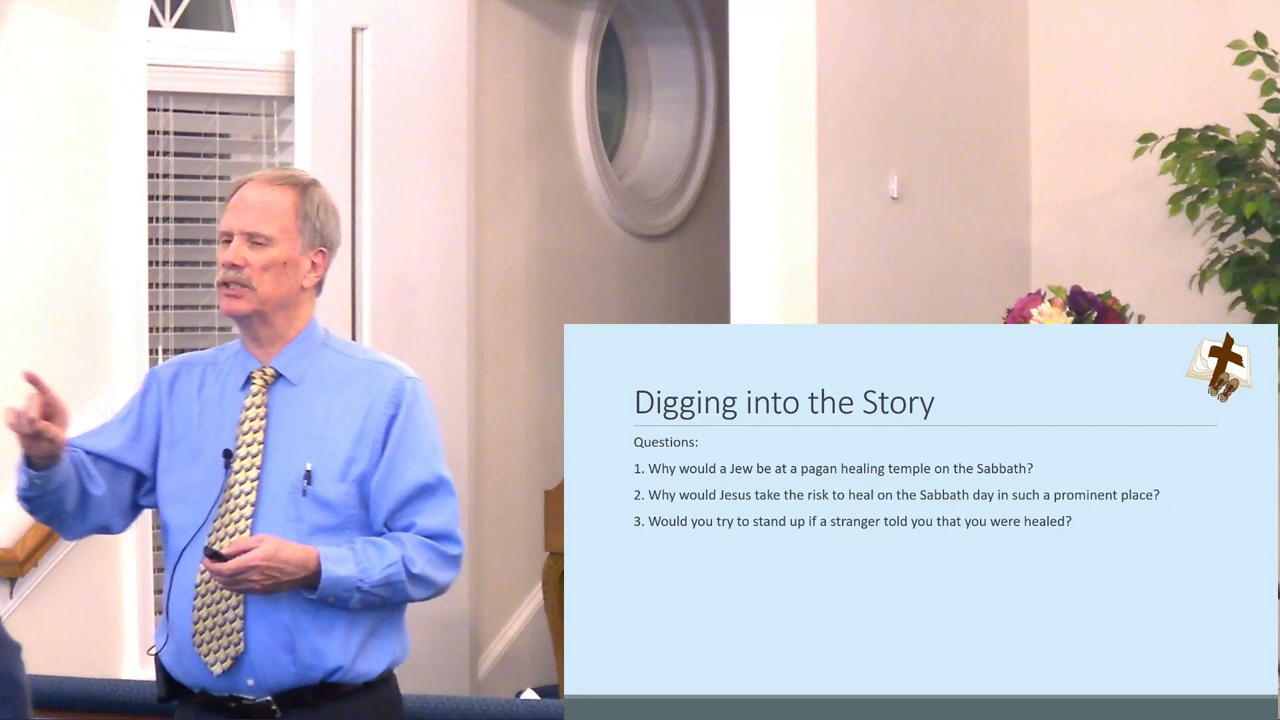 Digging into the Story
Questions:
1. Why would a Jew be at a pagan healing temple on the Sabbath?
2. Why would Jesus take the risk to heal on the Sabbath day in such a prominent place?
3. Would you try to stand up if a stranger told you that you were healed?